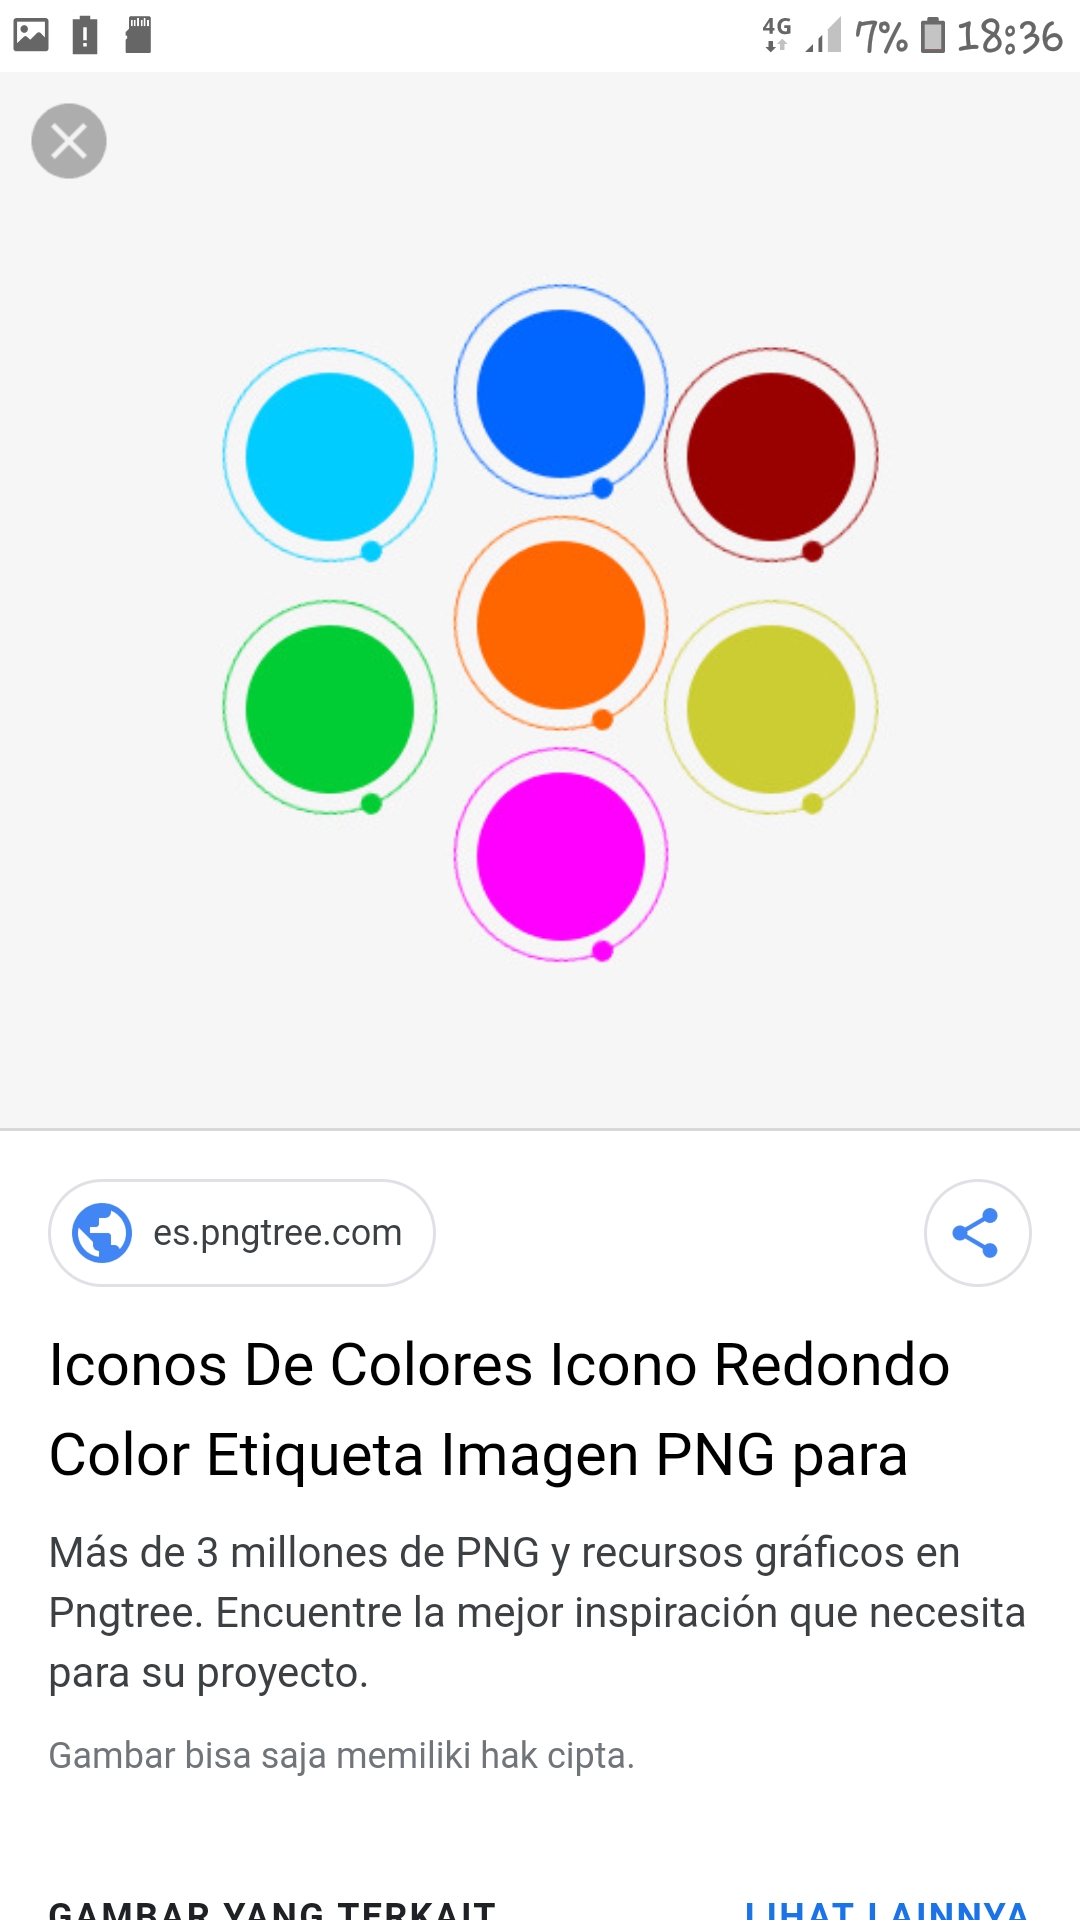 4G 7% 18:36
es.pngtree.com
Iconos De Colores Icono Redondo
Color Etiqueta Imagen PNG para
Más de 3 millones de PNG y recursos gráficos en
Pngtree. Encuentre la mejor inspiración que necesita
para su proyecto.
Gambar bisa saja memiliki hak cipta.
GAMBAR YANG TERKAIT LIHAT LAINNYA